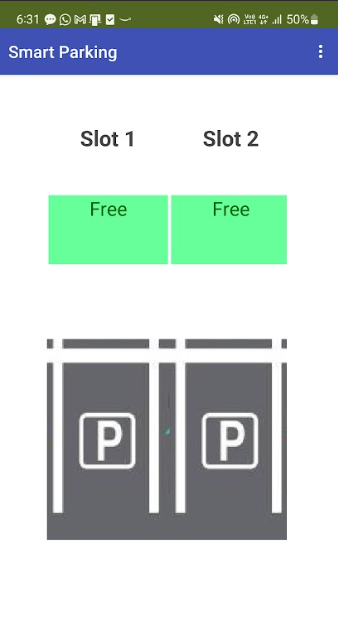 6:31 50%
Smart Parking
Slot 1 Slot 2
Free Free
P P